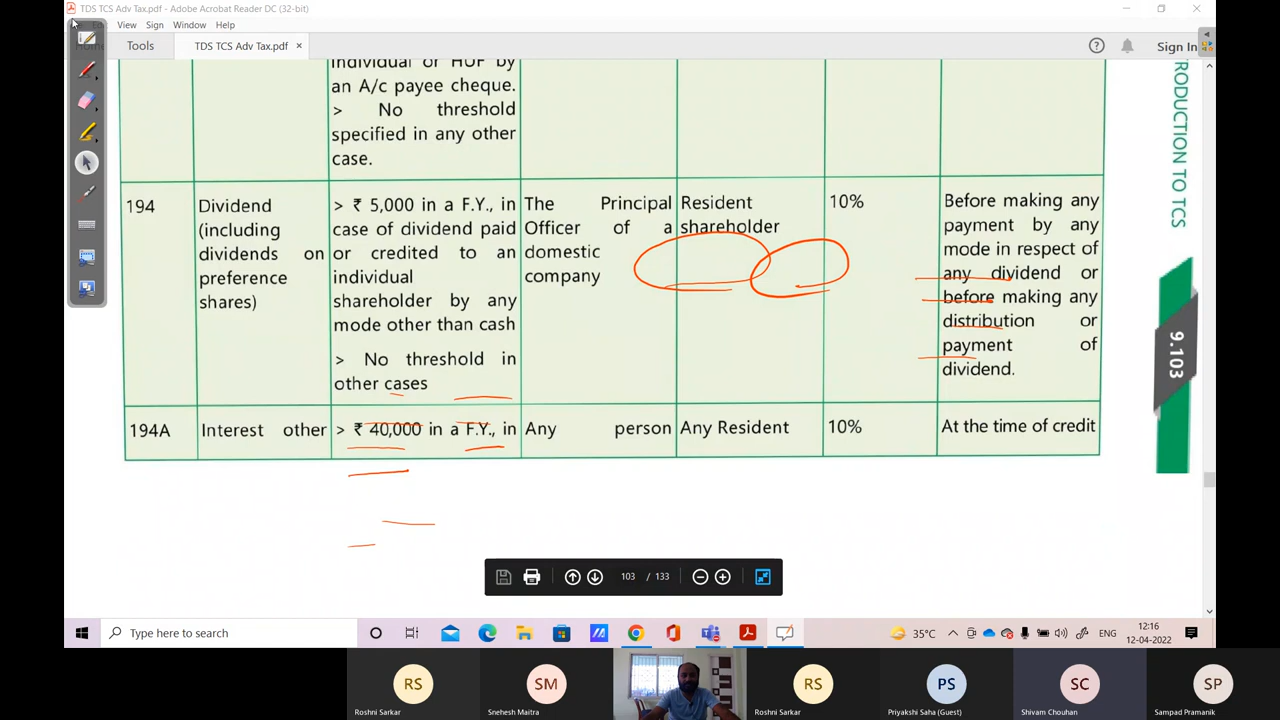 TDS TCS Adv Tax.pdf - Adobe Acrobat Reader DC (32-bit)
View Sign Window Help
Tools TDS TCS Adv Tax.pdf × Sign In
individual or HUF by
an A/c payee cheque.
> No threshold
specified in any other
case.
194
Dividend
(including
dividends on
preference
shares)
> ₹ 5,000 in a F.Y., in
case of dividend paid
or credited to an
individual
shareholder by any
mode other than cash
> No threshold in
other cases
The Principal
Officer of a
domestic
company
Resident
shareholder
10%
Before making any
payment by any
mode in respect of
any dividend or
before making any
distribution or
payment of
dividend.
194A
Interest other
> ₹ 40,000 in a F.Y., in
Any person
Any Resident
10%
At the time of credit
RODUCTION TO TCS
9.103
103 / 133
Type here to search
35°C
ENG
12:16
12-04-2022
RS
SM
RS
PS
SC
SP
Roshni Sarkar
Snehesh Maitra
Roshni Sarkar
Priyakshi Saha (Guest)
Shivam Chouhan
Sampad Pramanik